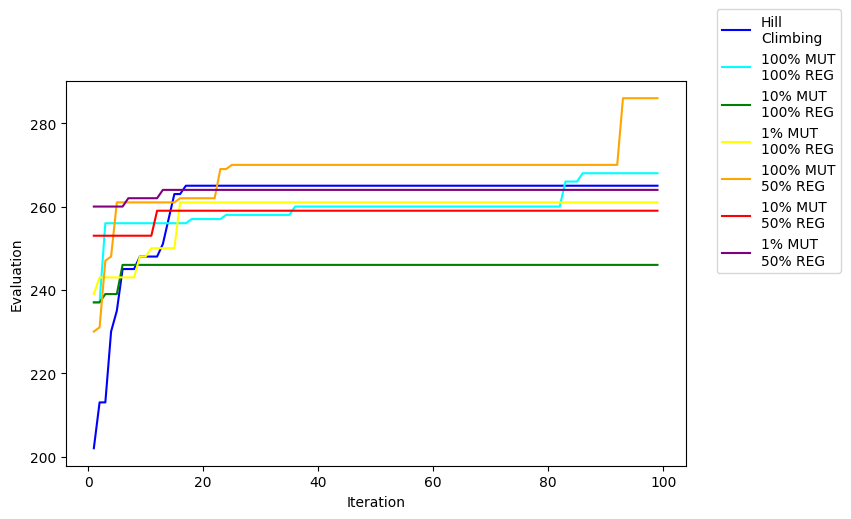 Hill
Climbing
100% MUT
100% REG
10% MUT
100% REG
1% MUT
100% REG
100% MUT
50% REG
10% MUT
50% REG
1% MUT
50% REG
280
260
240
220
200
Evaluation
0 20 40 60 80 100
Iteration